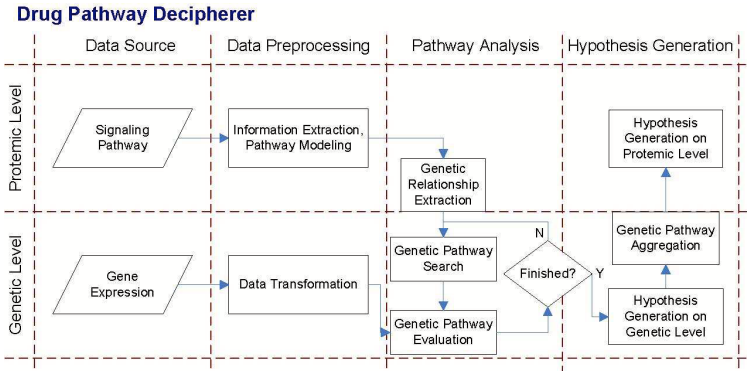 Drug Pathway Decipherer
Data Source
Data Preprocessing
Pathway Analysis
Hypothesis Generation
Protemic Level
Signaling
Pathway
Information Extraction,
Pathway Modeling
Genetic
Relationship
Extraction
Hypothesis
Generation on
Protemic Level
Genetic Level
Gene
Expression
Data Transformation
Genetic Pathway
Search
Genetic Pathway
Evaluation
N
Finished?
Y
Genetic Pathway
Aggregation
Hypothesis
Generation on
Genetic Level